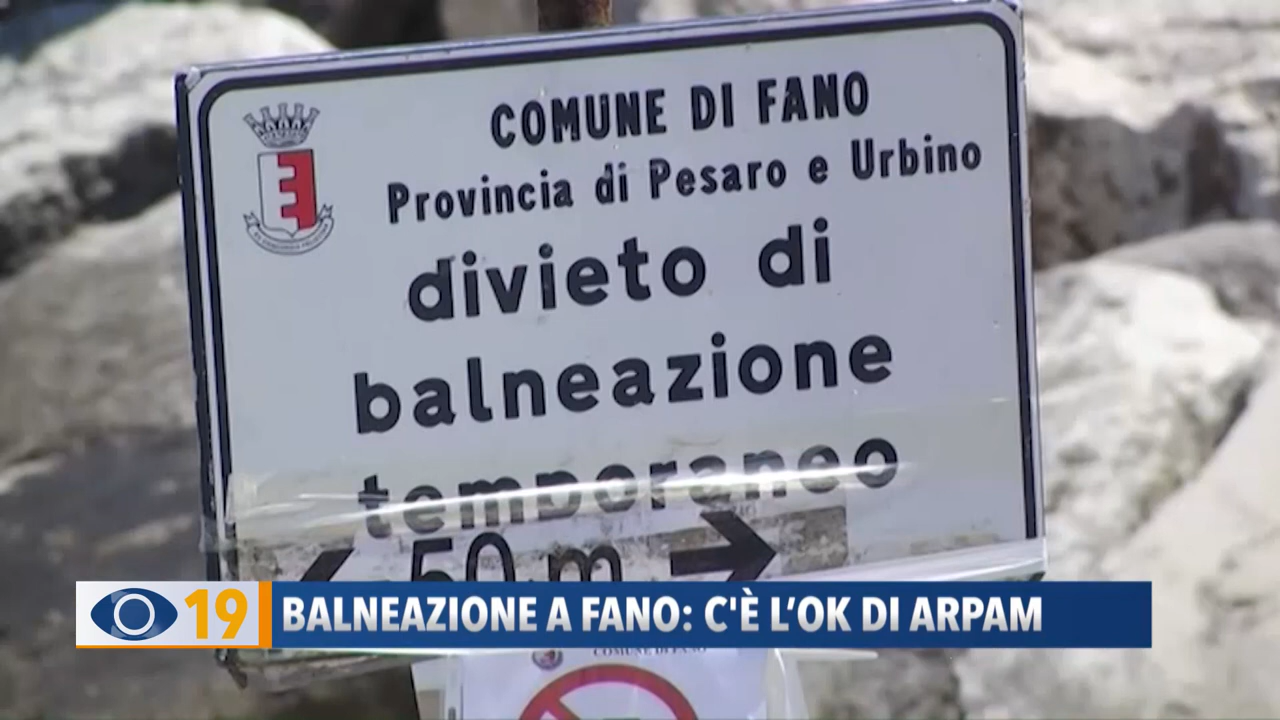 COMUNE DI FANO
Provincia di Pesaro e Urbino
divieto di
balneazione
temporaneo
50 m
19 BALNEAZIONE A FANO: C'È L’OK DI ARPAM
COMUNE DI FANO